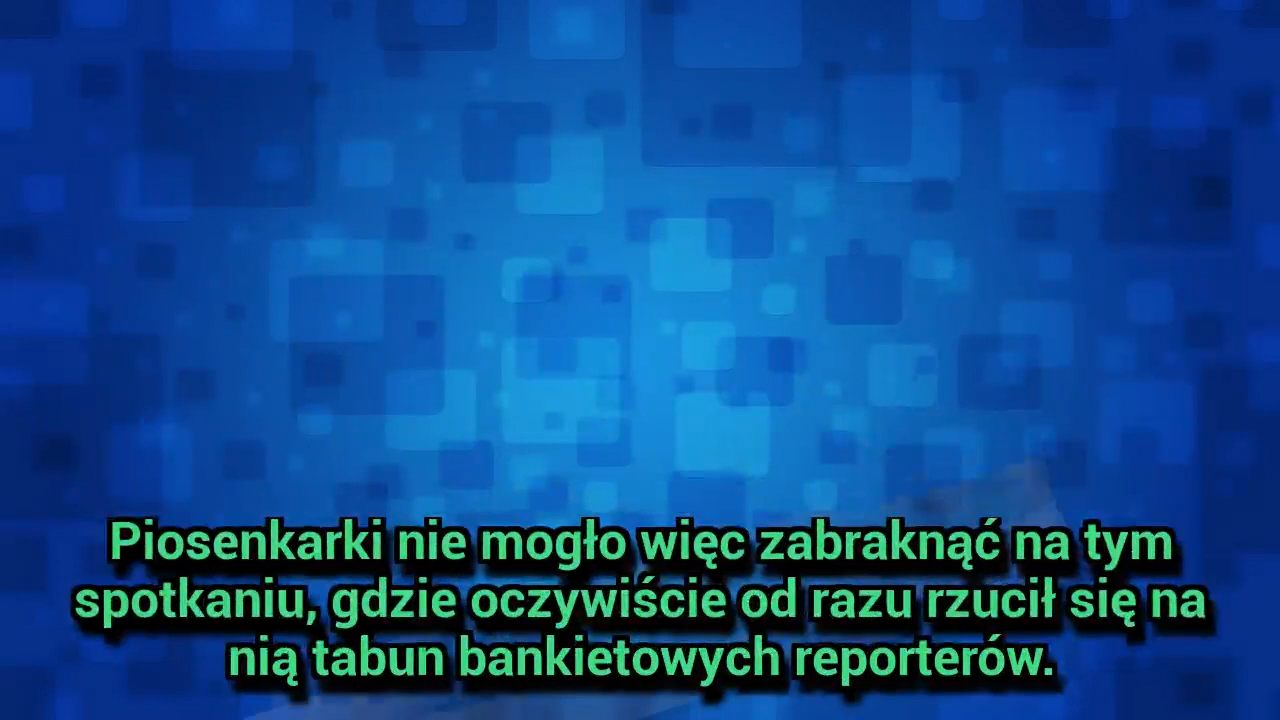 Piosenkarki nie mogło więc zabraknąć na tym
spotkaniu, gdzie oczywiście od razu rzucił się na
nią tabun bankietowych reporterów.